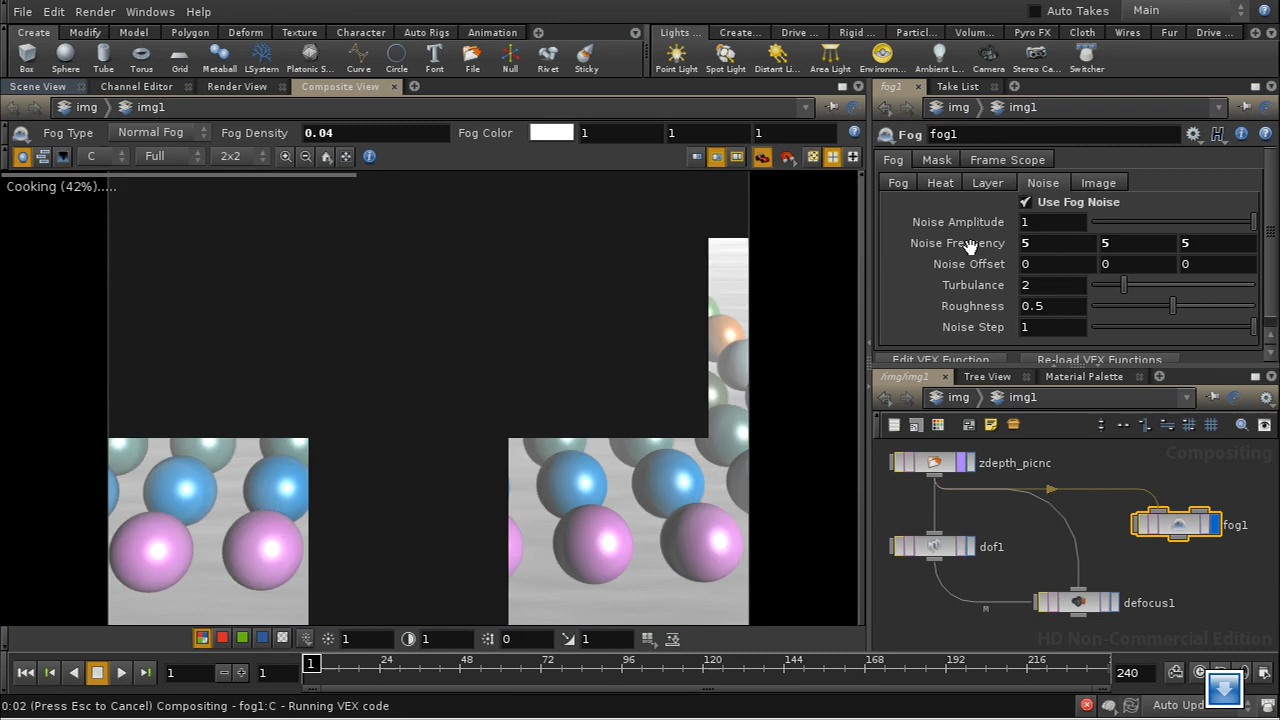 File Edit Render Windows Help Auto Takes Main
Create Modify Model Polygon Deform Texture Character Auto Rigs Animation Lights ... Create... Drive ... Rigid ... Particl... Volum... Pyro FX Cloth Wires Fur Drive ...
Box Sphere Tube Torus Grid Metaball LSystem Platonic S... Curve Circle Font File Null Rivet Sticky Point Light Spot Light Distant Li... Area Light Environm... Ambient L... Camera Stereo Ca... Switcher
Scene View Channel Editor Render View Composite View fog1 Take List
img img1 img img1
Fog Type Normal Fog Fog Density 0.04 Fog Color 1 1 1 Fog fog1
C Full 2x2 Fog Mask Frame Scope
Cooking (42%)..... Fog Heat Layer Noise Image
Use Fog Noise
Noise Amplitude 1
Noise Frequency 5 5 5
Noise Offset 0 0 0
Turbulance 2
Roughness 0.5
Noise Step 1
Edit VEX Function Re-load VEX Functions
/img/img1 Tree View Material Palette
img img1
Compositing
zdepth_picnc
fog1
dof1
M
defocus1
HD Non-Commercial Edition
1 1 0 1
1 1 1 24 48 72 96 120 144 168 192 216 240
0:02 (Press Esc to Cancel) Compositing - fog1:C - Running VEX code